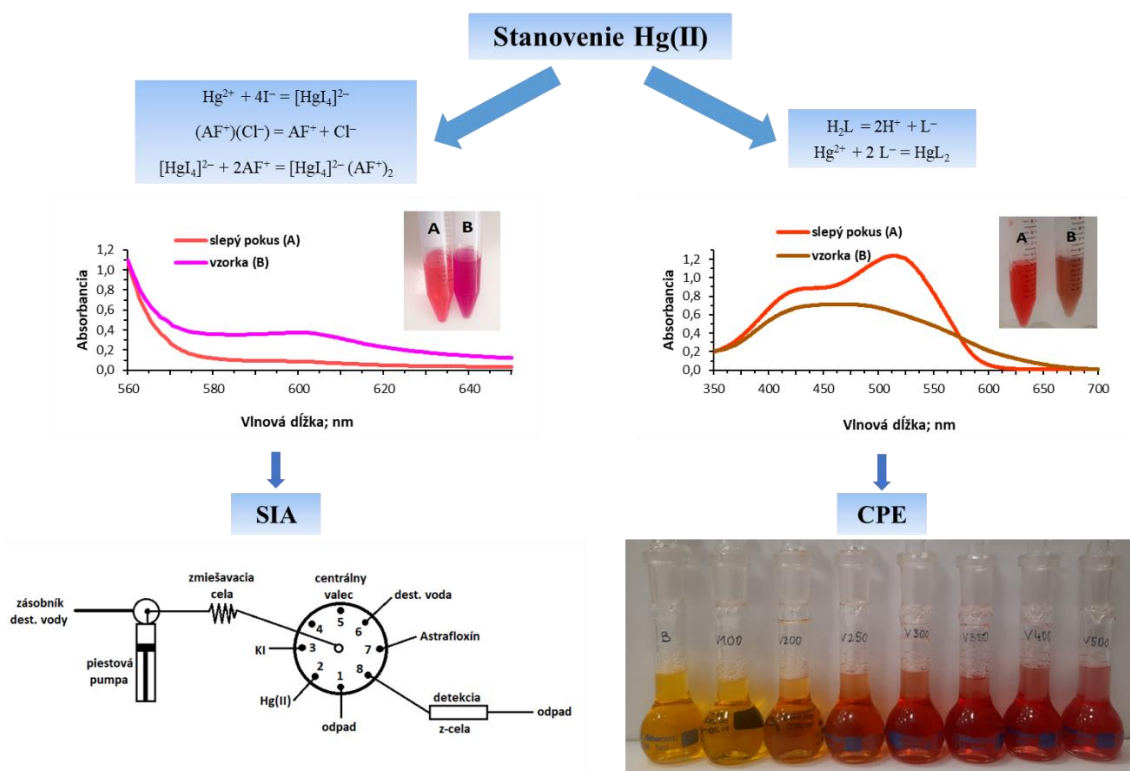 Stanovenie Hg(II)
Hg²⁺ + 4I⁻ = [HgI₄]²⁻
(AF⁺)(Cl⁻) = AF⁺ + Cl⁻
[HgI₄]²⁻ + 2AF⁺ = [HgI₄]²⁻ (AF⁺)₂
H₂L = 2H⁺ + L⁻
Hg²⁺ + 2 L⁻ = HgL₂
slepý pokus (A)
vzorka (B)
A B
Absorbancia
1,2
1,0
0,8
0,6
0,4
0,2
0,0
560 580 600 620 640
Vlnová dĺžka; nm
slepý pokus (A)
vzorka (B)
A B
Absorbancia
1,2
1,0
0,8
0,6
0,4
0,2
0,0
350 400 450 500 550 600 650 700
Vlnová dĺžka; nm
SIA
CPE
zásobník
dest. vody
piestová
pumpa
zmiešavacia
cela
centrálny
valec
dest. voda
Astrafloxín
KI
Hg(II)
odpad
1
2
3
4
5
6
7
8
detekcia
z-cela
odpad
B V100 V200 V250 V300 V350 V400 V500